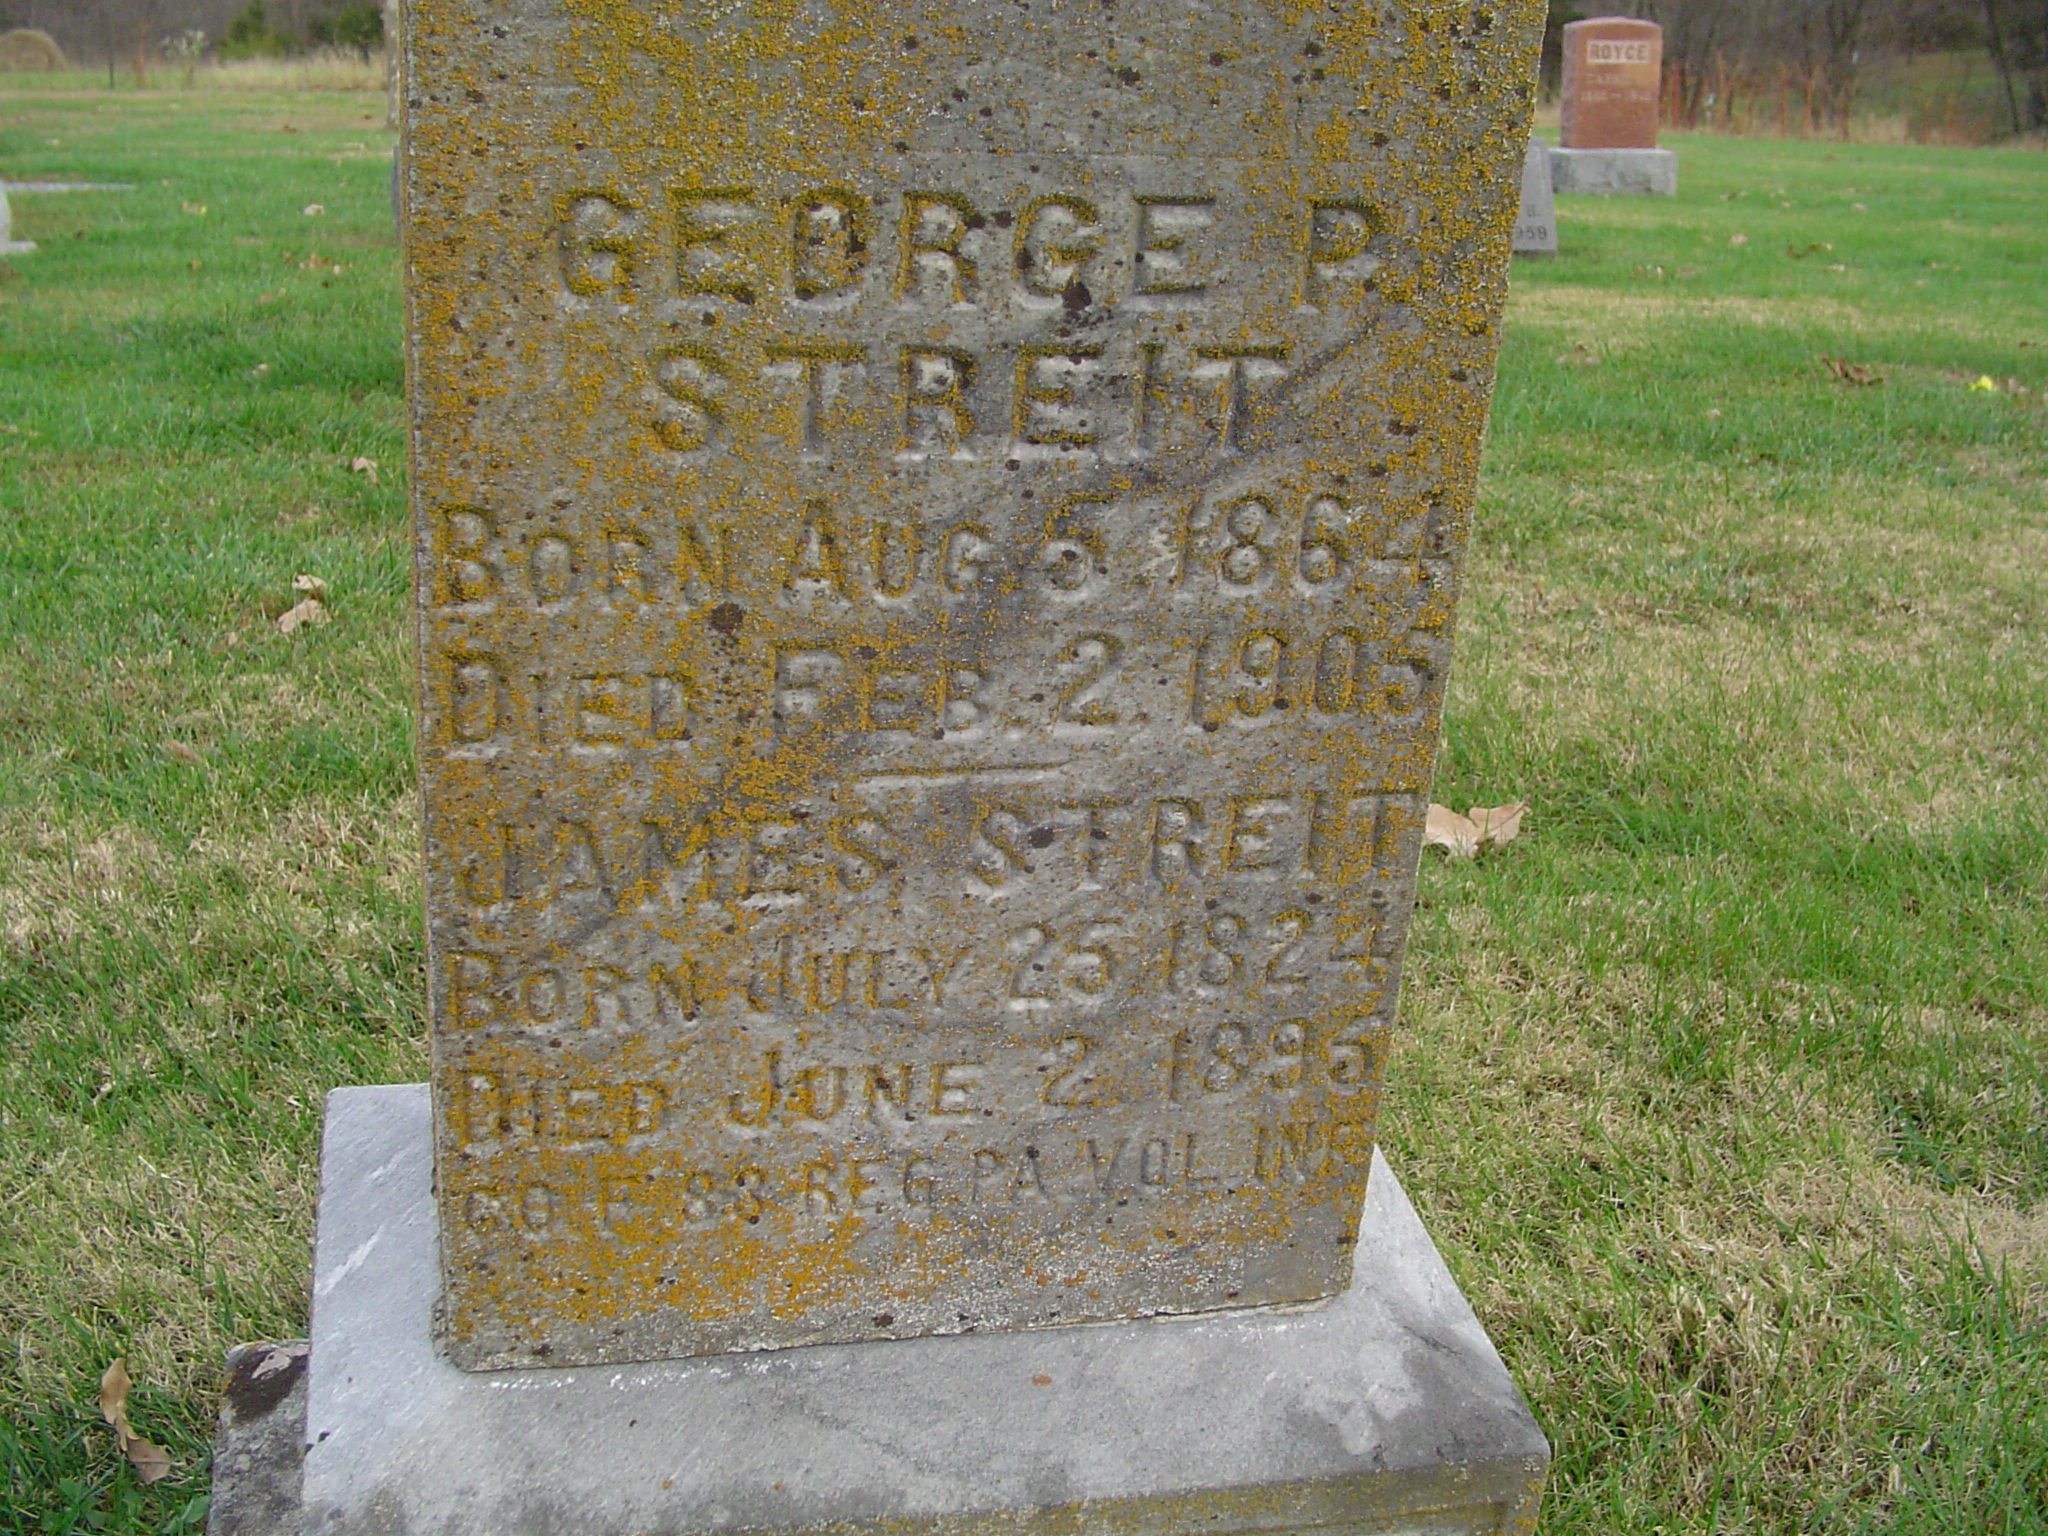 GEORGE P.
STREIT
BORN AUG 5. 1864
DIED FEB. 2. 1905
JAMES STREIT
BORN JULY 25 1824
DIED JUNE 2. 1895
CO F 83 REG PA VOL INF
ROYCE
B.
1959